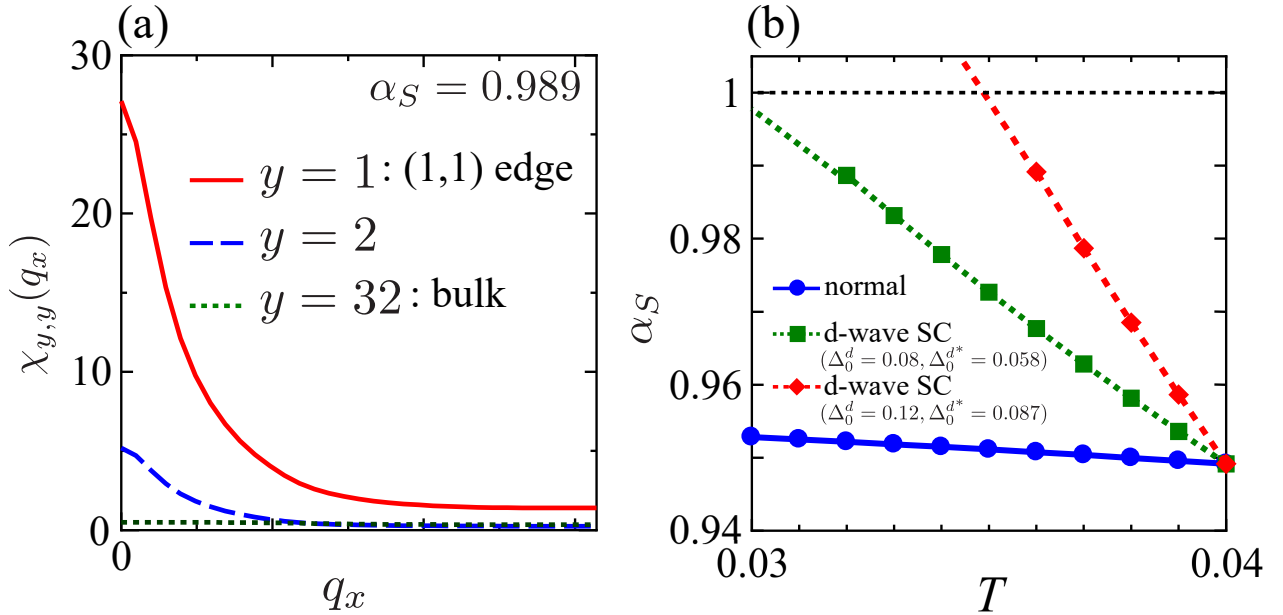 (a)
30
20
10
0
0
χ_{y,y}(q_x)
q_x
α_S = 0.989
y = 1: (1,1) edge
y = 2
y = 32: bulk
(b)
1
0.98
0.96
0.94
0.03
0.04
α_S
T
normal
d-wave SC
(Δ_0^d = 0.08, Δ_0^{d*} = 0.058)
d-wave SC
(Δ_0^d = 0.12, Δ_0^{d*} = 0.087)